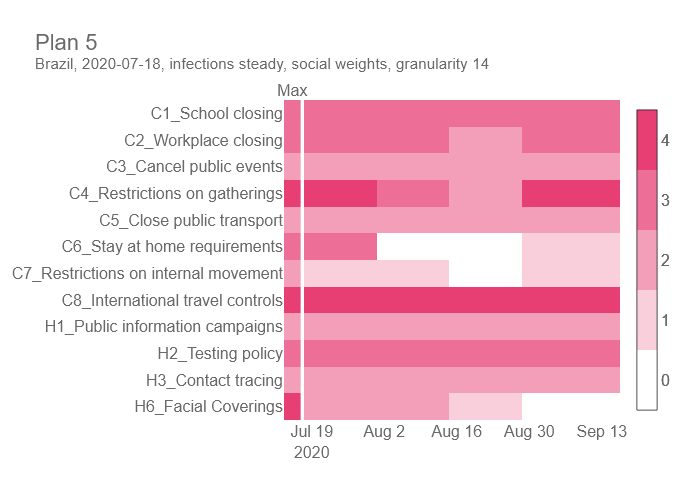 Plan 5
Brazil, 2020-07-18, infections steady, social weights, granularity 14
Max
C1_School closing
C2_Workplace closing
C3_Cancel public events
C4_Restrictions on gatherings
C5_Close public transport
C6_Stay at home requirements
C7_Restrictions on internal movement
C8_International travel controls
H1_Public information campaigns
H2_Testing policy
H3_Contact tracing
H6_Facial Coverings
Jul 19 Aug 2 Aug 16 Aug 30 Sep 13
2020
4
3
2
1
0